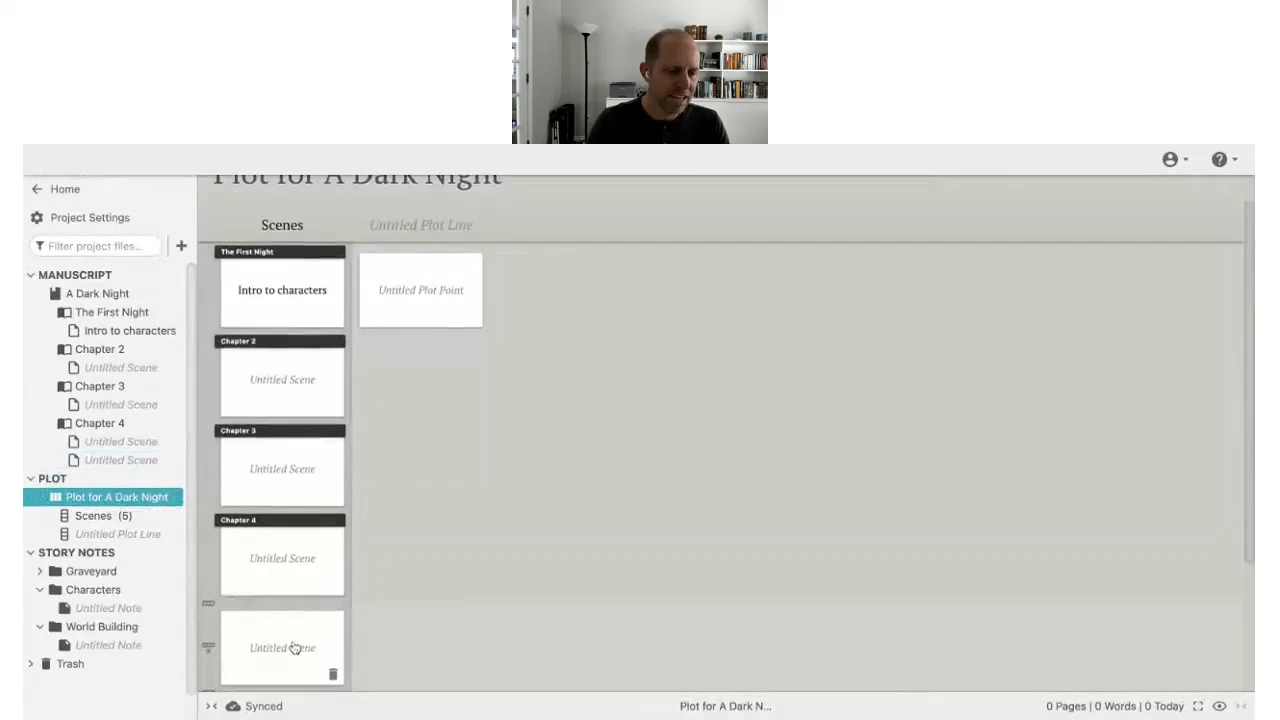 Home
Project Settings
Filter project files...
MANUSCRIPT
A Dark Night
The First Night
Intro to characters
Chapter 2
Untitled Scene
Chapter 3
Untitled Scene
Chapter 4
Untitled Scene
Untitled Scene
PLOT
Plot for A Dark Night
Scenes (5)
Untitled Plot Line
STORY NOTES
Graveyard
Characters
Untitled Note
World Building
Untitled Note
Trash
Plot for A Dark Night
Scenes
Untitled Plot Line
The First Night
Intro to characters
Untitled Plot Point
Chapter 2
Untitled Scene
Chapter 3
Untitled Scene
Chapter 4
Untitled Scene
Untitled Scene
Synced
Plot for A Dark N...
0 Pages | 0 Words | 0 Today